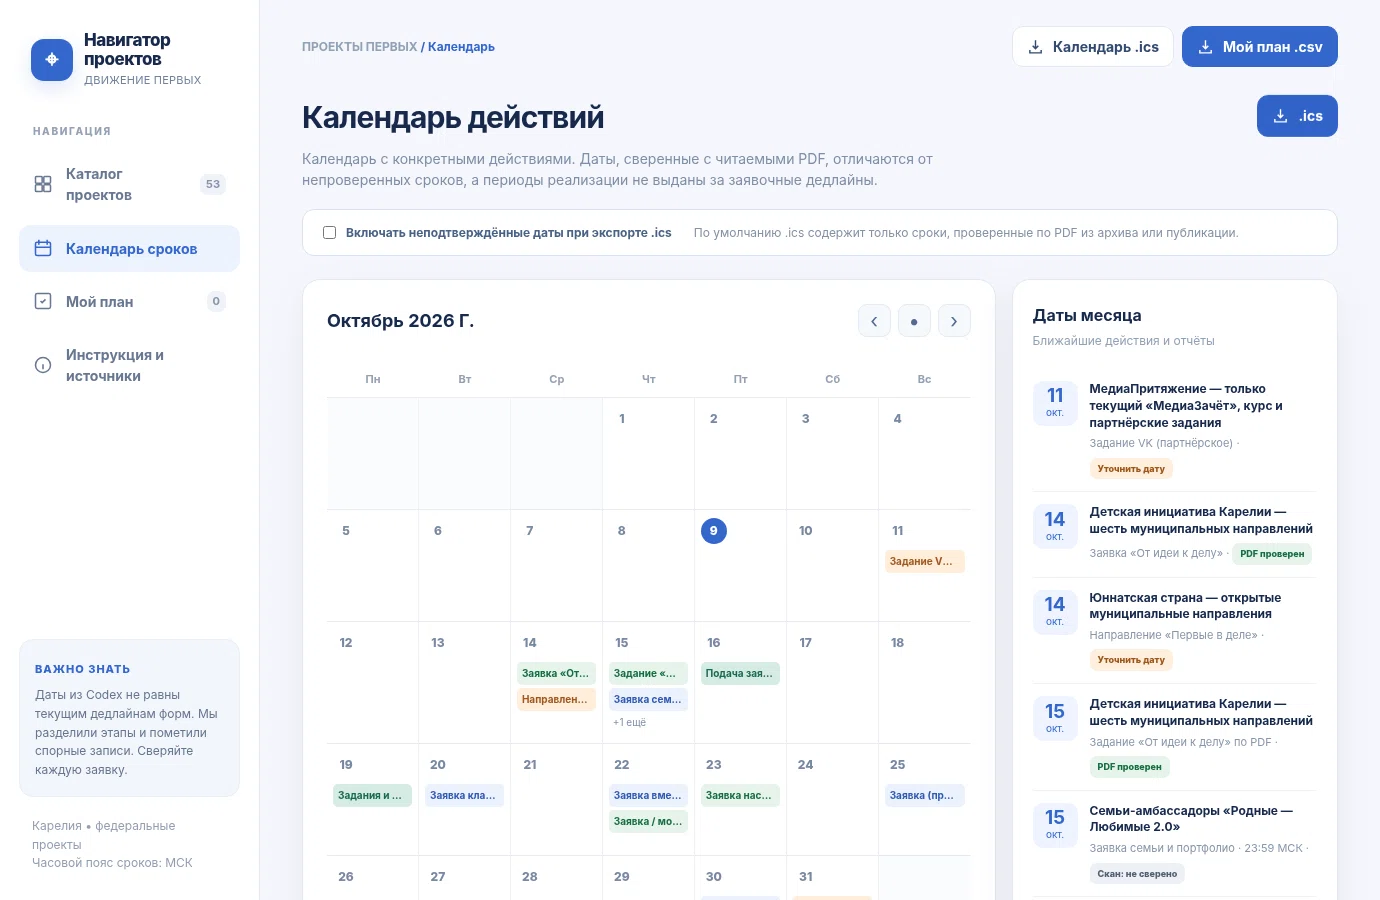 Навигатор
проектов
ДВИЖЕНИЕ ПЕРВЫХ
НАВИГАЦИЯ
Каталог
проектов
53
Календарь сроков
Мой план
0
Инструкция и
источники
ВАЖНО ЗНАТЬ
Даты из Codex не равны
текущим дедлайнам форм. Мы
разделили этапы и пометили
спорные записи. Сверяйте
каждую заявку.
Карелия • федеральные
проекты
Часовой пояс сроков: МСК
ПРОЕКТЫ ПЕРВЫХ / Календарь
Календарь .ics
Мой план .csv
Календарь действий
.ics
Календарь с конкретными действиями. Даты, сверенные с читаемыми PDF, отличаются от
непроверенных сроков, а периоды реализации не выданы за заявочные дедлайны.
Включать неподтверждённые даты при экспорте .ics
По умолчанию .ics содержит только сроки, проверенные по PDF из архива или публикации.
Октябрь 2026 Г.
Пн Вт Ср Чт Пт Сб Вс
1 2 3 4
5 6 7 8 9 10 11
Задание V...
12 13 14 15 16 17 18
Заявка «От... Задание «... Подача зая...
Направлен... Заявка сем...
+1 ещё
19 20 21 22 23 24 25
Задания и ... Заявка кла... Заявка вме... Заявка нас... Заявка (пр...
Заявка / мо...
26 27 28 29 30 31
Даты месяца
Ближайшие действия и отчёты
11
окт.
МедиаПритяжение — только
текущий «МедиаЗачёт», курс и
партнёрские задания
Задание VK (партнёрское) ·
Уточнить дату
14
окт.
Детская инициатива Карелии —
шесть муниципальных направлений
Заявка «От идеи к делу» · PDF проверен
14
окт.
Юннатская страна — открытые
муниципальные направления
Направление «Первые в деле» ·
Уточнить дату
15
окт.
Детская инициатива Карелии —
шесть муниципальных направлений
Задание «От идеи к делу» по PDF ·
PDF проверен
15
окт.
Семьи-амбассадоры «Родные —
Любимые 2.0»
Заявка семьи и портфолио · 23:59 МСК ·
Скан: не сверено